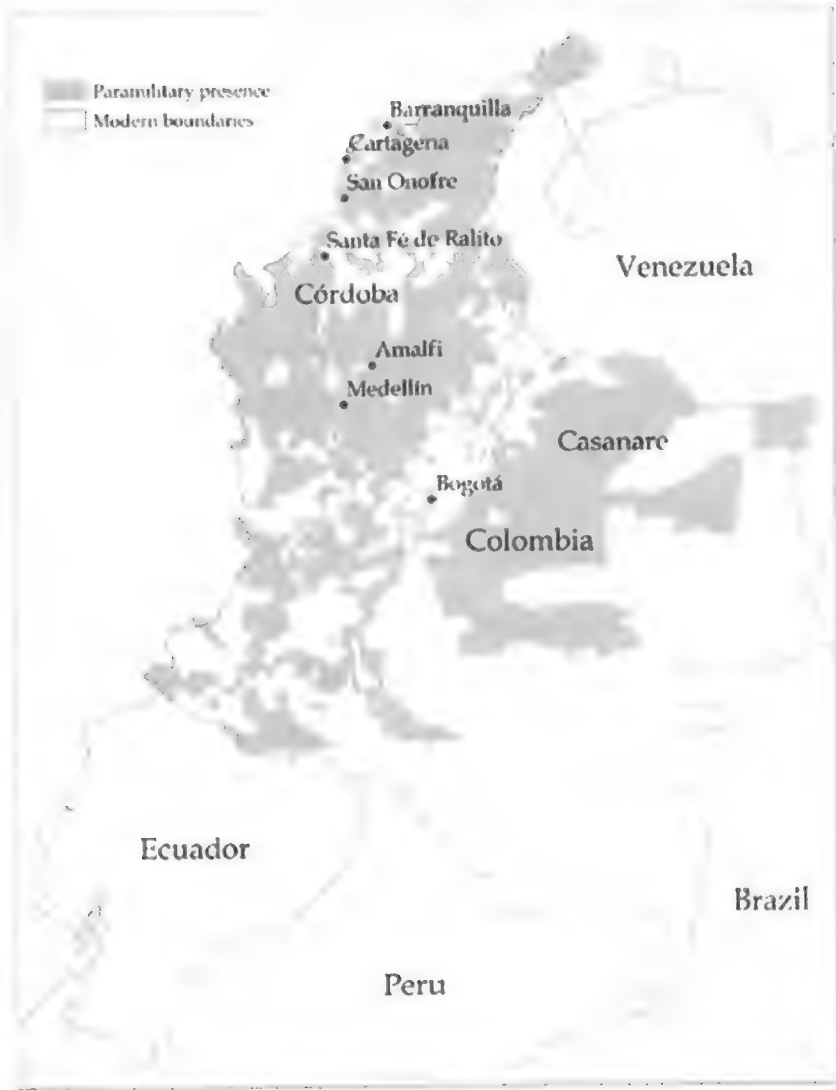 Paramilitary presence
Modern boundaries
Barranquilla
Cartagena
San Onofre
Santa Fé de Ralito
Venezuela
Córdoba
Amalfi
Medellín
Casanare
Bogotá
Colombia
Ecuador
Brazil
Peru